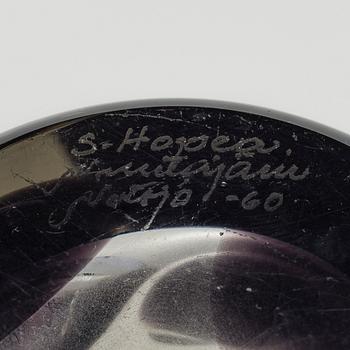 S-Hopea
Nuutajärvi
Notsjö -60